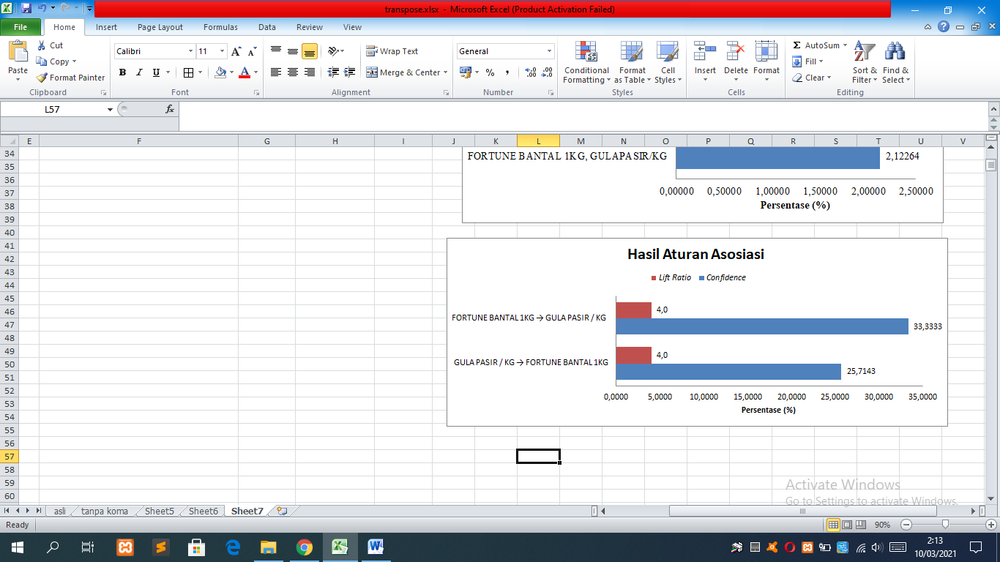 transpose.xlsx - Microsoft Excel (Product Activation Failed)
File Home Insert Page Layout Formulas Data Review View
Cut
Copy
Format Painter
Paste
Clipboard
Calibri 11
B I U
Font
Wrap Text
Merge & Center
Alignment
General
% , ,00
Number
Conditional Formatting
Format as Table
Cell Styles
Styles
Insert Delete Format
Cells
Σ AutoSum
Fill
Clear
Sort & Filter
Find & Select
Editing
L57 fx
E F G H I J K L M N O P Q R S T U V
34
35
36
37
38
39
40
41
42
43
44
45
46
47
48
49
50
51
52
53
54
55
56
57
58
59
60
FORTUNE BANTAL 1KG, GULAPASIR/KG 2,12264
0,00000 0,50000 1,00000 1,50000 2,00000 2,50000
Persentase (%)
Hasil Aturan Asosiasi
Lift Ratio Confidence
4,0
FORTUNE BANTAL 1KG → GULA PASIR / KG
33,3333
4,0
GULA PASIR / KG → FORTUNE BANTAL 1KG
25,7143
0,0000 5,0000 10,0000 15,0000 20,0000 25,0000 30,0000 35,0000
Persentase (%)
Activate Windows
Go to Settings to activate Windows.
asli tanpa koma Sheet5 Sheet6 Sheet7
Ready 90%
2:13
10/03/2021